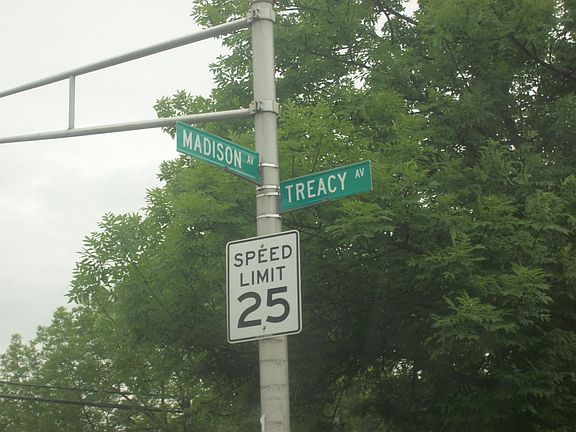 MADISON AV
TREACY AV
SPEED
LIMIT
25